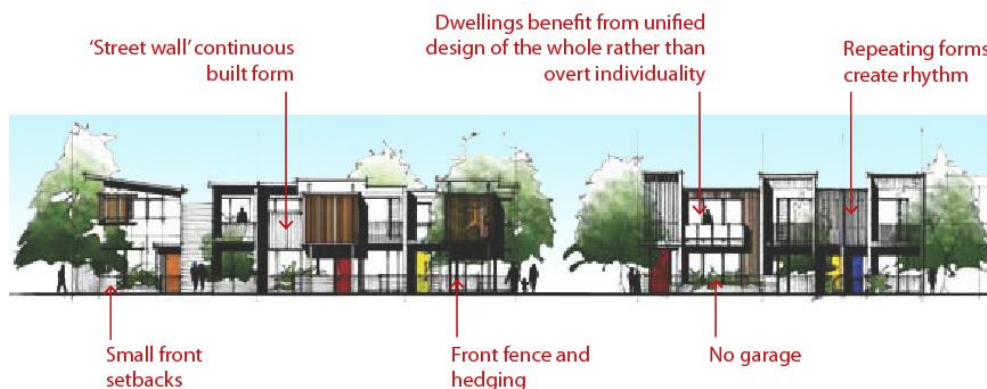 'Street wall' continuous
built form
Dwellings benefit from unified
design of the whole rather than
overt individuality
Repeating forms
create rhythm
Small front
setbacks
Front fence and
hedging
No garage